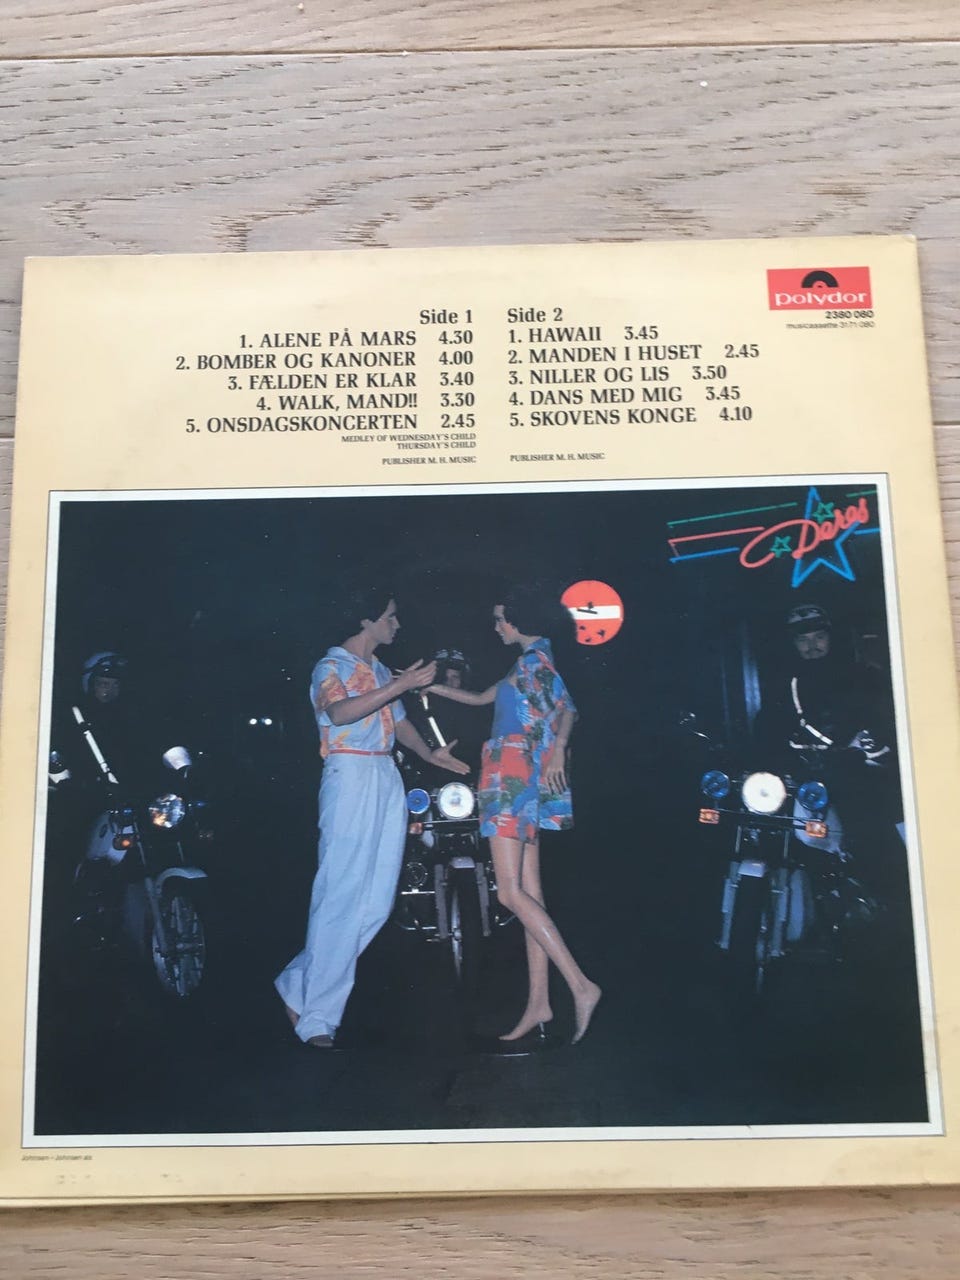 polydor
2380 080
musicassette 3171 080
Side 1
1. ALENE PÅ MARS 4.30
2. BOMBER OG KANONER 4.00
3. FÆLDEN ER KLAR 3.40
4. WALK, MAND!! 3.30
5. ONSDAGSKONCERTEN 2.45
MEDLEY OF WEDNESDAY'S CHILD
THURSDAY'S CHILD
PUBLISHER M. H. MUSIC
Side 2
1. HAWAII 3.45
2. MANDEN I HUSET 2.45
3. NILLER OG LIS 3.50
4. DANS MED MIG 3.45
5. SKOVENS KONGE 4.10
PUBLISHER M. H. MUSIC
Deres
Johnsen + Johnsen a/s